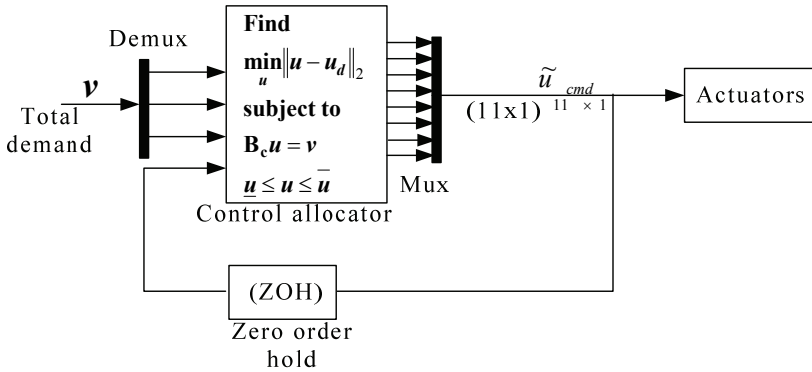 Find
Demux
min ‖u − u_d‖₂
u
v
subject to
ũ cmd
11 × 1
(11x1)
Actuators
Total
demand
B_c u = v
Mux
u̲ ≤ u ≤ u̅
Control allocator
(ZOH)
Zero order
hold